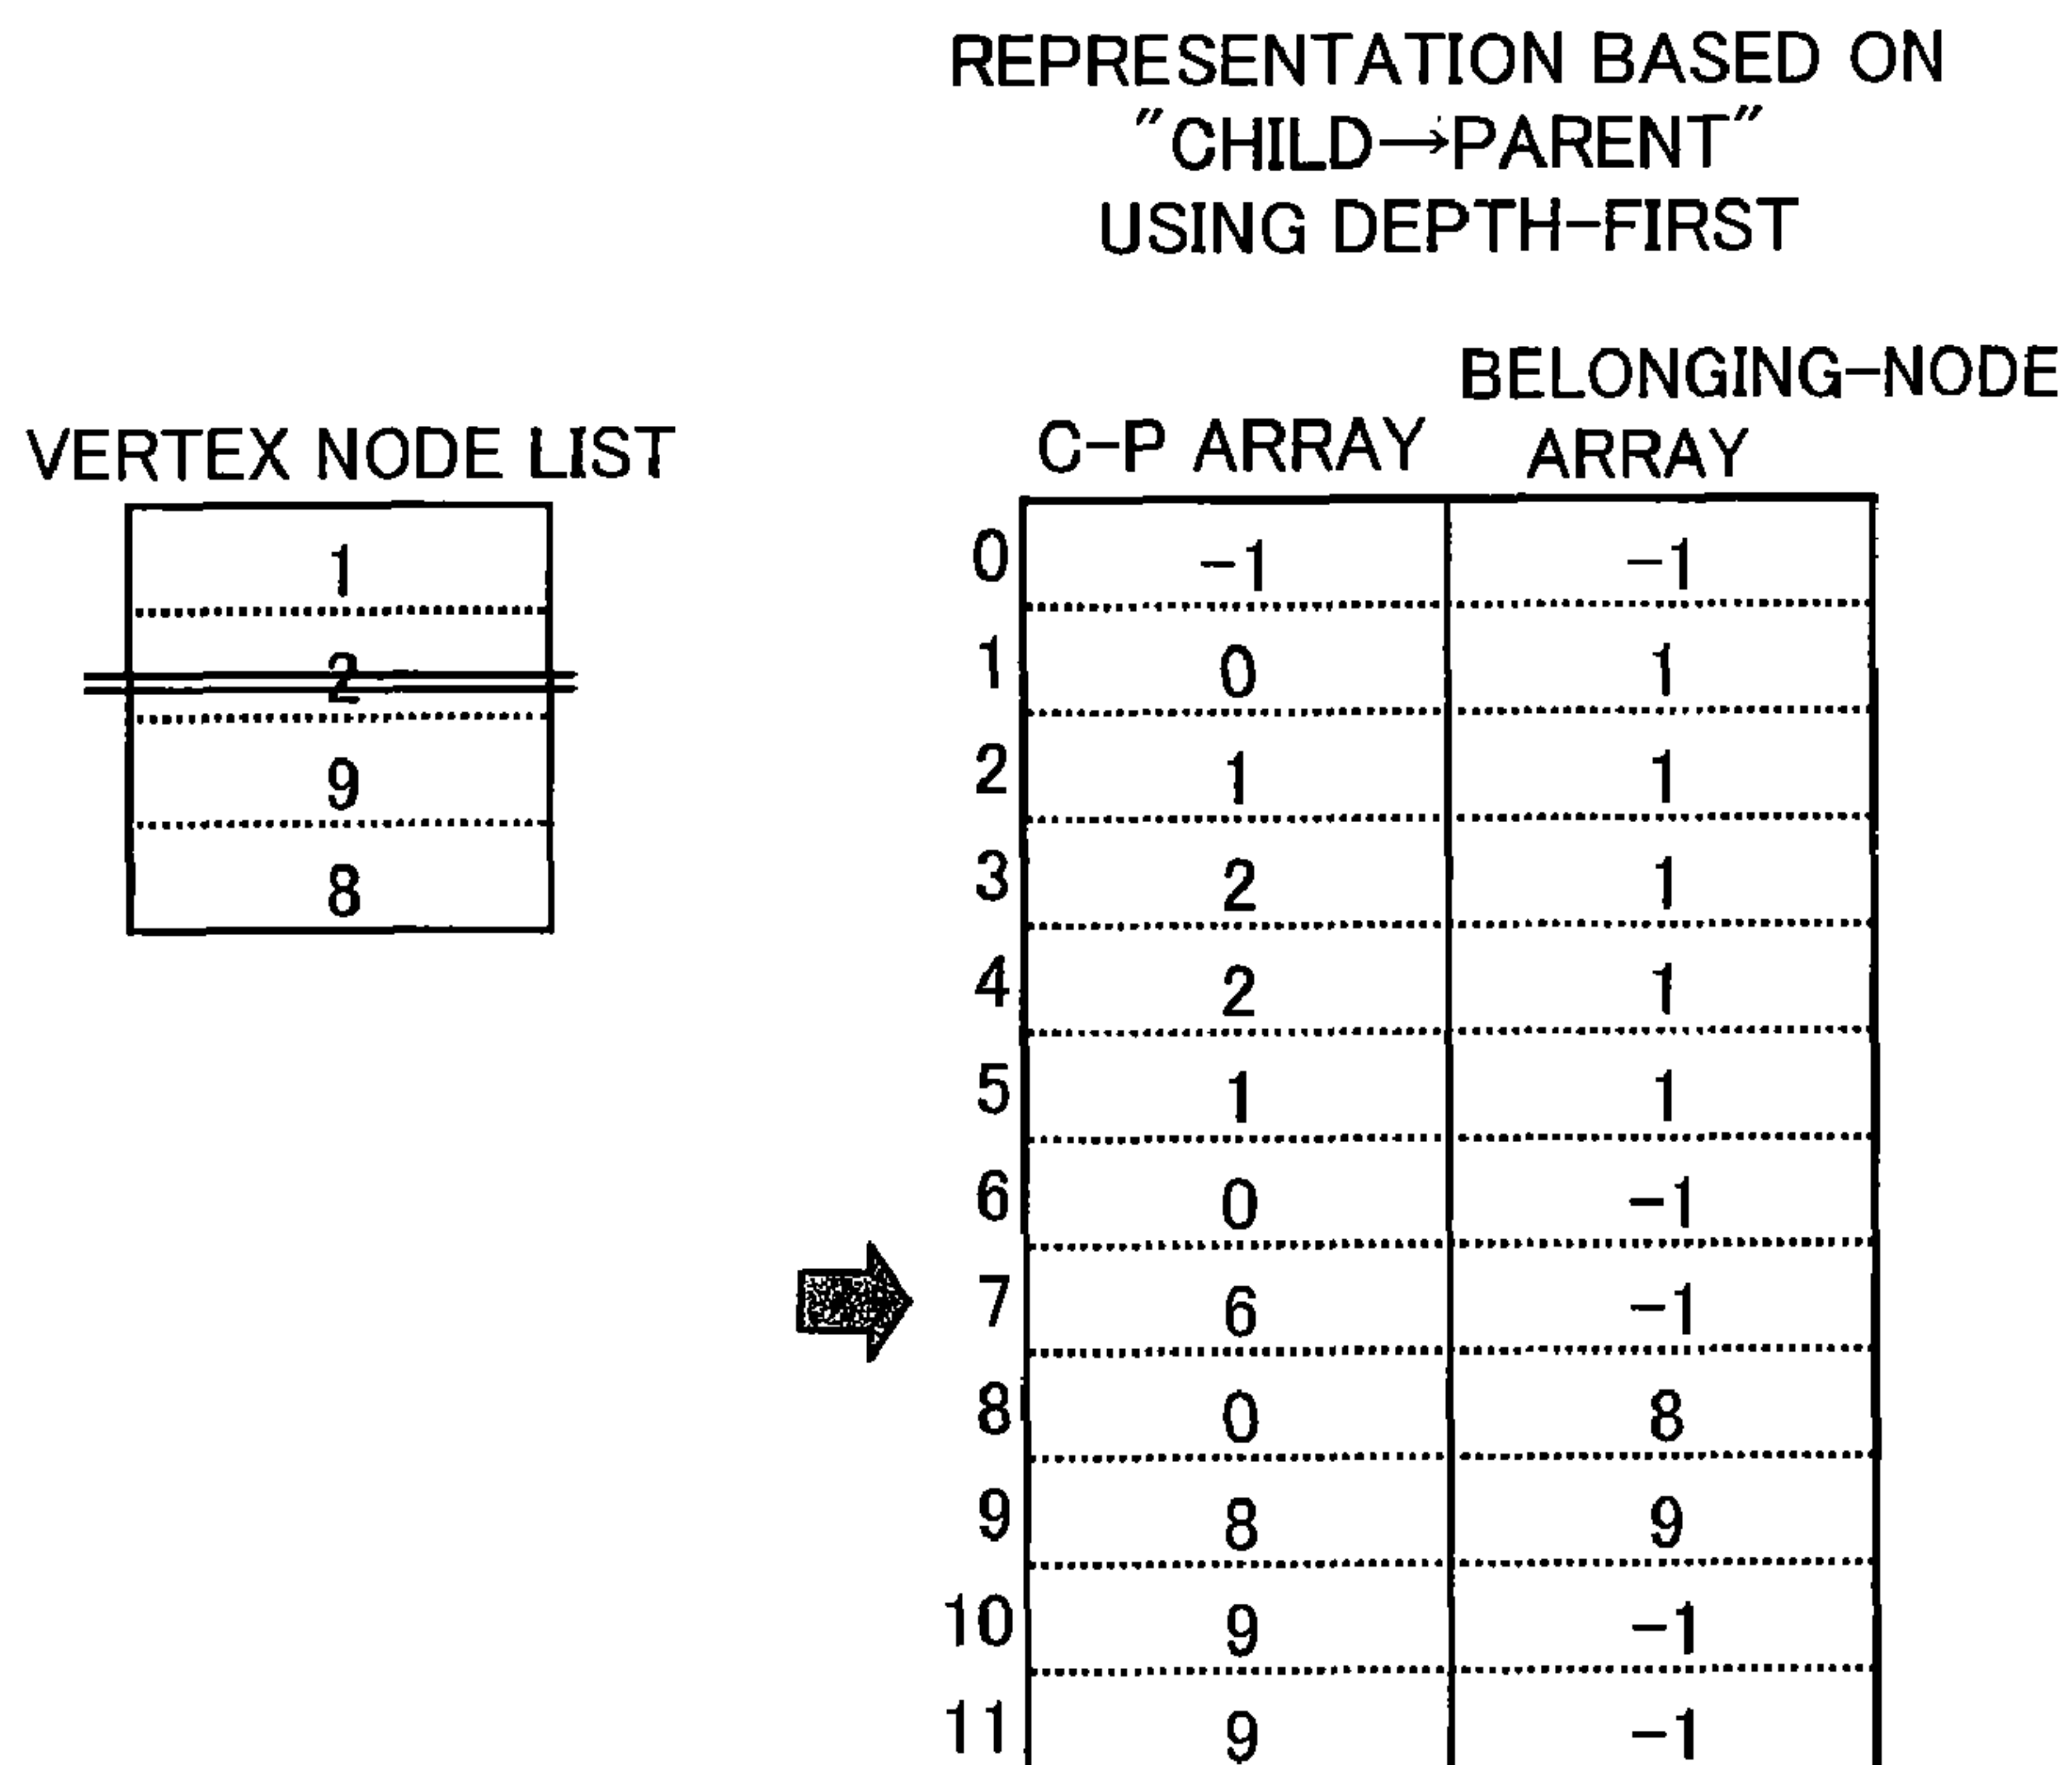 REPRESENTATION BASED ON
"CHILD→PARENT"
USING DEPTH-FIRST
VERTEX NODE LIST
1
2
9
8
BELONGING-NODE
C-P ARRAY ARRAY
0 -1 -1
1 0 1
2 1 1
3 2 1
4 2 1
5 1 1
6 0 -1
7 6 -1
8 0 8
9 8 9
10 9 -1
11 9 -1